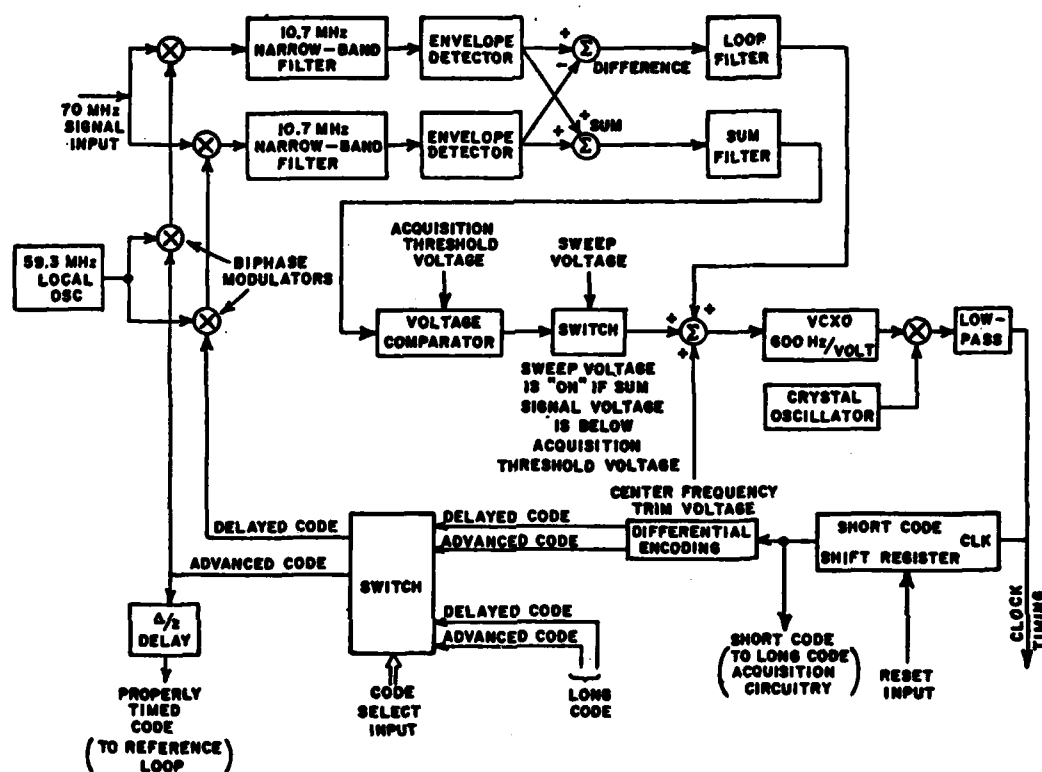 10.7 MHz
NARROW-BAND
FILTER
ENVELOPE
DETECTOR
+
-
Σ
DIFFERENCE
LOOP
FILTER
70 MHz
SIGNAL
INPUT
10.7 MHz
NARROW-BAND
FILTER
ENVELOPE
DETECTOR
+
+
SUM
Σ
SUM
FILTER
59.3 MHz
LOCAL
OSC
BIPHASE
MODULATORS
ACQUISITION
THRESHOLD
VOLTAGE
SWEEP
VOLTAGE
VOLTAGE
COMPARATOR
SWITCH
+
+
+
Σ
VCXO
600 Hz/VOLT
LOW-
PASS
CRYSTAL
OSCILLATOR
SWEEP VOLTAGE
IS "ON" IF SUM
SIGNAL VOLTAGE
IS BELOW
ACQUISITION
THRESHOLD VOLTAGE
CENTER FREQUENCY
TRIM VOLTAGE
DELAYED CODE
ADVANCED CODE
SWITCH
DELAYED CODE
ADVANCED CODE
DIFFERENTIAL
ENCODING
SHORT CODE
CLK
SHIFT REGISTER
DELAYED CODE
ADVANCED CODE
Δ/2
DELAY
PROPERLY
TIMED
CODE
(TO REFERENCE
LOOP)
CODE
SELECT
INPUT
LONG
CODE
(SHORT CODE
TO LONG CODE
ACQUISITION
CIRCUITRY)
RESET
INPUT
CLOCK
TIMING